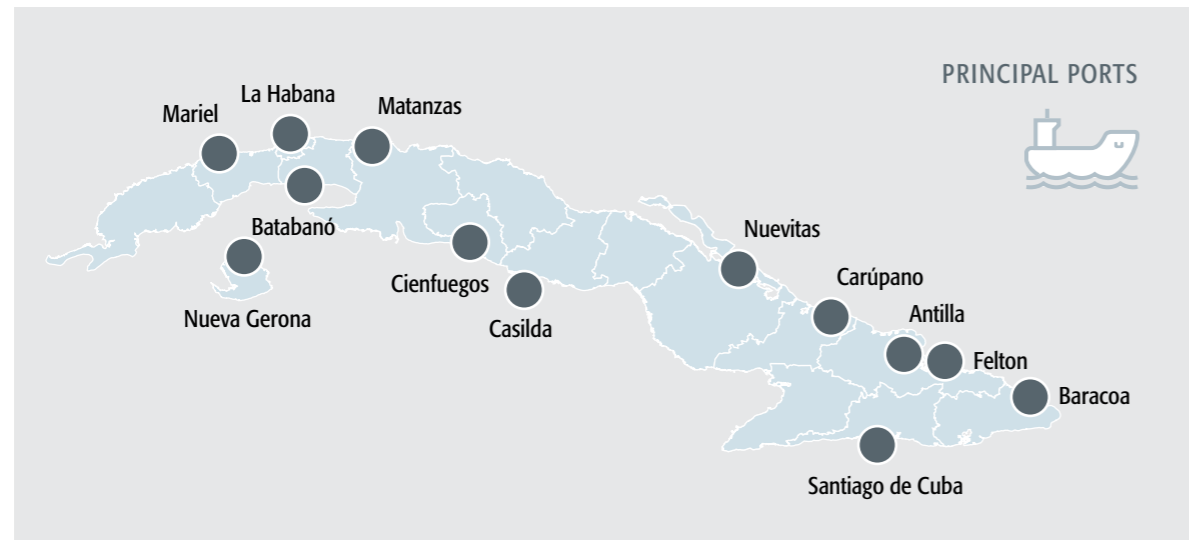 PRINCIPAL PORTS
La Habana
Mariel
Matanzas
Batabanó
Nuevitas
Cienfuegos
Carúpano
Nueva Gerona
Casilda
Antilla
Felton
Baracoa
Santiago de Cuba